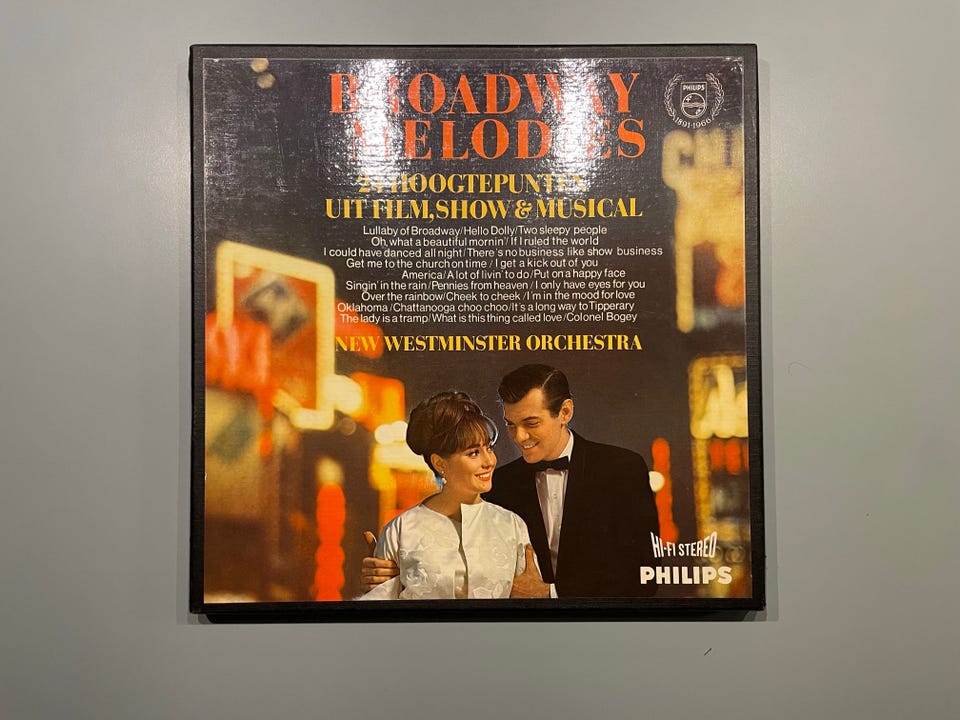 BROADWAY
MELODIES
PHILIPS
1891-1966
24 HOOGTEPUNTEN
UIT FILM, SHOW & MUSICAL
Lullaby of Broadway/Hello Dolly/Two sleepy people
Oh, what a beautiful mornin'/If I ruled the world
I could have danced all night/There's no business like show business
Get me to the church on time / I get a kick out of you
America/A lot of livin' to do/Put on a happy face
Singin' in the rain/Pennies from heaven / I only have eyes for you
Over the rainbow/Cheek to cheek /I'm in the mood for love
Oklahoma /Chattanooga choo choo/It's a long way to Tipperary
The lady is a tramp/What is this thing called love/Colonel Bogey
NEW WESTMINSTER ORCHESTRA
HI-FI STEREO
PHILIPS